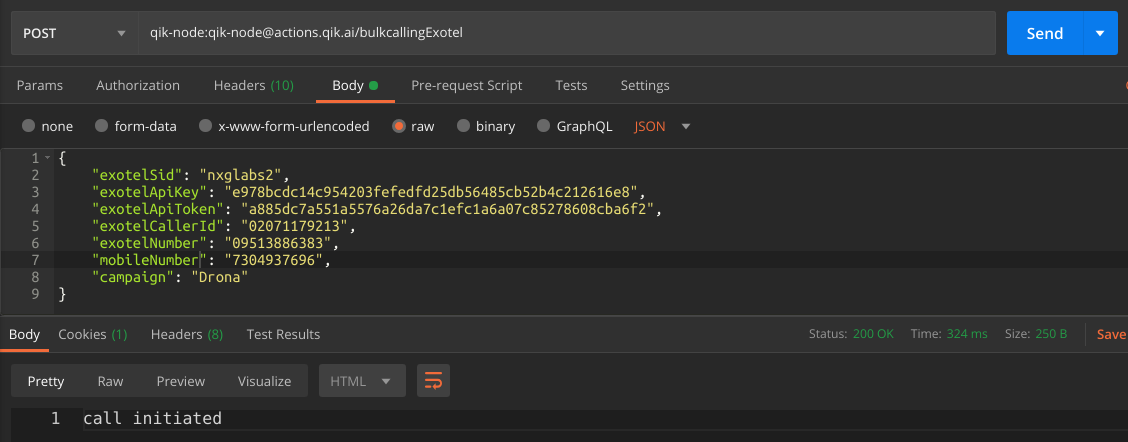 POST qik-node:qik-node@actions.qik.ai/bulkcallingExotel Send
Params Authorization Headers (10) Body Pre-request Script Tests Settings
none form-data x-www-form-urlencoded raw binary GraphQL JSON
1 {
2 "exotelSid": "nxglabs2",
3 "exotelApiKey": "e978bcdc14c954203fefedfd25db56485cb52b4c212616e8",
4 "exotelApiToken": "a885dc7a551a5576a26da7c1efc1a6a07c85278608cba6f2",
5 "exotelCallerId": "02071179213",
6 "exotelNumber": "09513886383",
7 "mobileNumber": "7304937696",
8 "campaign": "Drona"
9 }
Body Cookies (1) Headers (8) Test Results Status: 200 OK Time: 324 ms Size: 250 B Save
Pretty Raw Preview Visualize HTML
1 call initiated